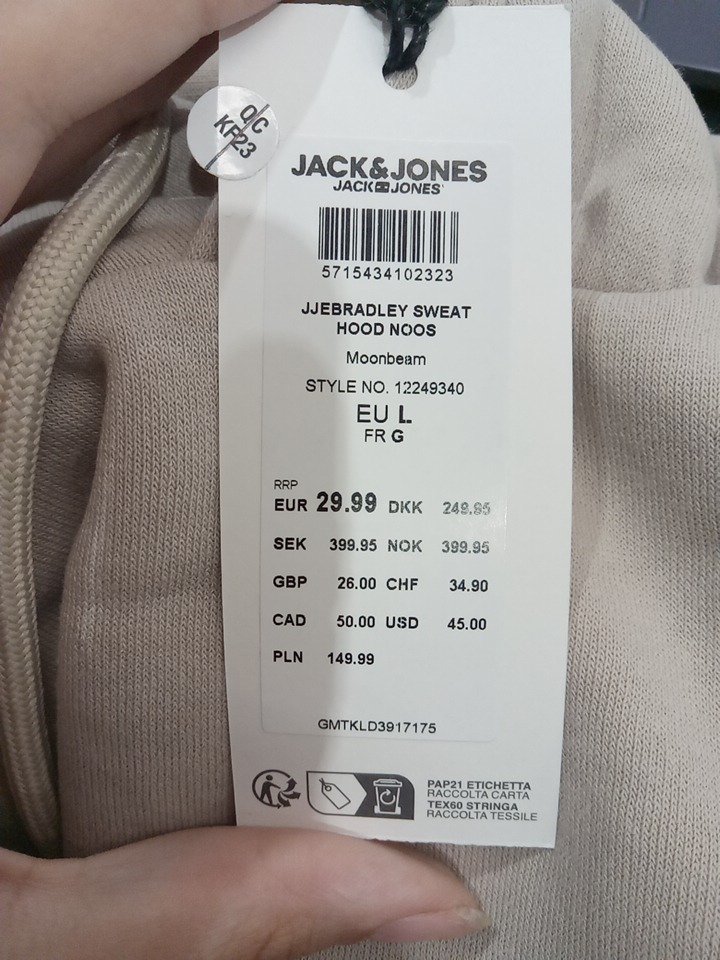 QC
KF23
JACK&JONES
JACK JONES
5715434102323
JJEBRADLEY SWEAT
HOOD NOOS
Moonbeam
STYLE NO. 12249340
EU L
FR G
RRP
EUR 29.99 DKK 249.95
SEK 399.95 NOK 399.95
GBP 26.00 CHF 34.90
CAD 50.00 USD 45.00
PLN 149.99
GMTKLD3917175
PAP21 ETICHETTA
RACCOLTA CARTA
TEX60 STRINGA
RACCOLTA TESSILE